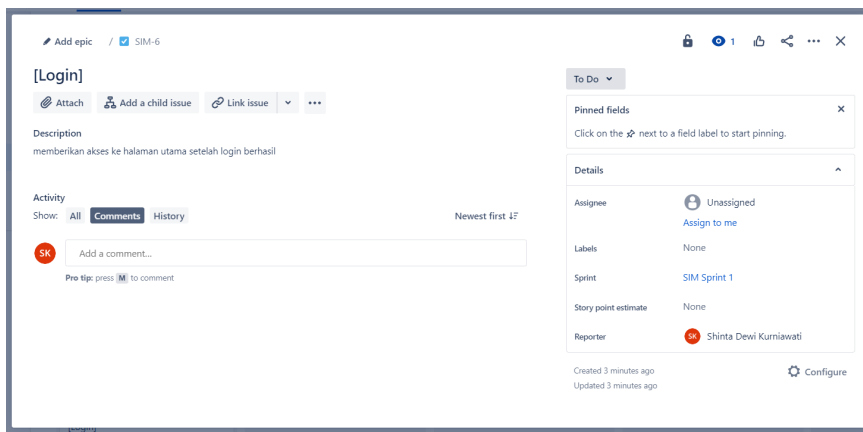 Add epic / SIM-6
1
[Login]
Attach Add a child issue Link issue
Description
memberikan akses ke halaman utama setelah login berhasil
Activity
Show: All Comments History Newest first
SK Add a comment...
Pro tip: press M to comment
To Do
Pinned fields
Click on the next to a field label to start pinning.
Details
Assignee Unassigned
Assign to me
Labels None
Sprint SIM Sprint 1
Story point estimate None
Reporter SK Shinta Dewi Kurniawati
Created 3 minutes ago
Updated 3 minutes ago
Configure
[Login]